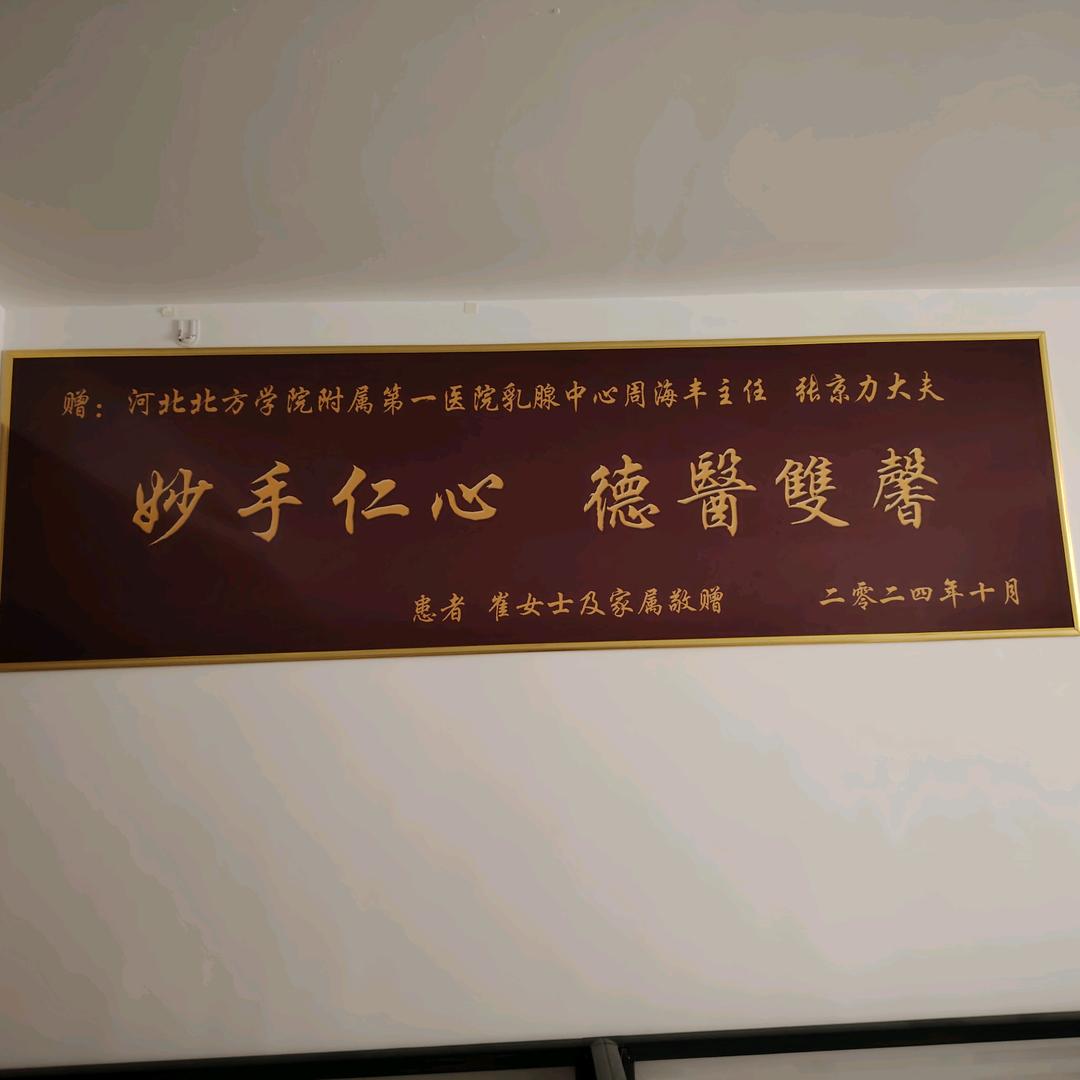 赠：河北北方学院附属第一医院乳腺中心周海丰主任 张京力大夫
妙手仁心 德醫雙馨
患者 崔女士及家属敬赠 二零二四年十月